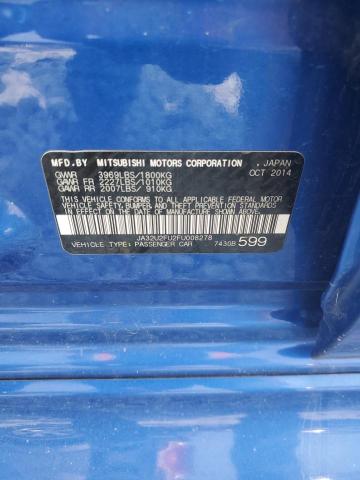 MFD.BY MITSUBISHI MOTORS CORPORATION , JAPAN
GVWR 3969LBS/1800KG OCT 2014
GAWR FR 2227LBS/1010KG
GAWR RR 2007LBS/ 910KG
THIS VEHICLE CONFORMS TO ALL APPLICABLE FEDERAL MOTOR
VEHICLE SAFETY, BUMPER, AND THEFT PREVENTION STANDARDS
IN EFFECT ON THE DATE OF MANUFACTURE SHOWN ABOVE.
JA32U2FU2FU008278
VEHICLE TYPE: PASSENGER CAR 7430B 599